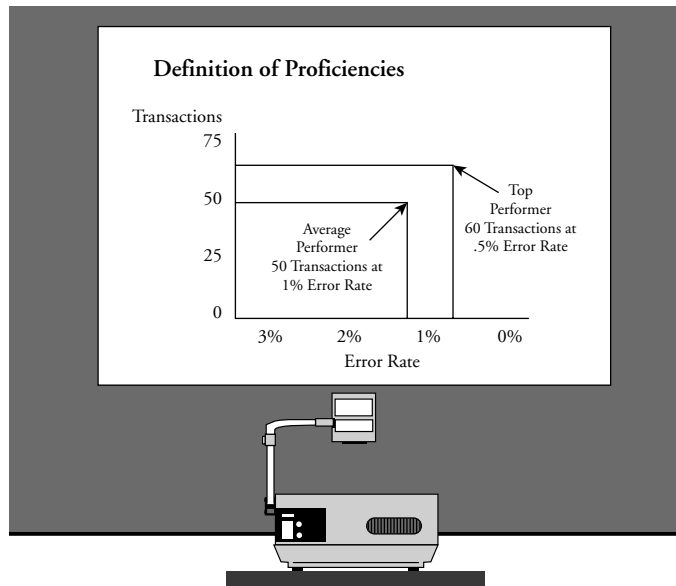 Definition of Proficiencies
Transactions
75
50
25
0
Top
Performer
60 Transactions at
.5% Error Rate
Average
Performer
50 Transactions at
1% Error Rate
3% 2% 1% 0%
Error Rate